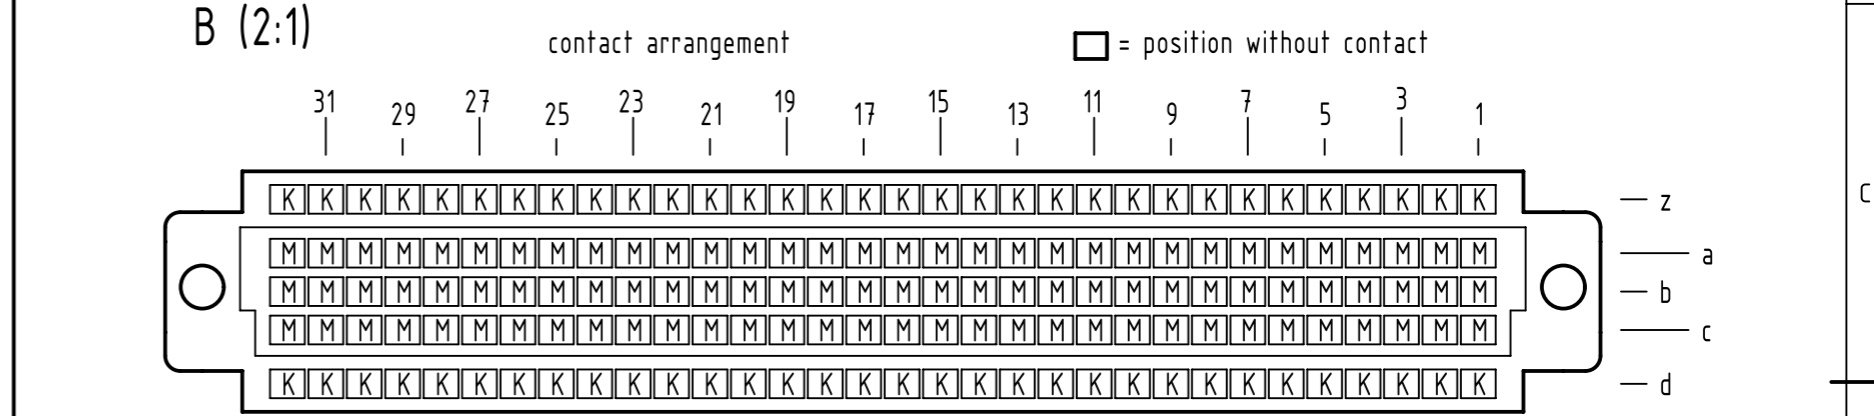 B (2:1)
contact arrangement
= position without contact
31 29 27 25 23 21 19 17 15 13 11 9 7 5 3 1
K K K K K K K K K K K K K K K K K K K K K K K K K K K K K K K K z
M M M M M M M M M M M M M M M M M M M M M M M M M M M M M M M M a
M M M M M M M M M M M M M M M M M M M M M M M M M M M M M M M M b
M M M M M M M M M M M M M M M M M M M M M M M M M M M M M M M M c
K K K K K K K K K K K K K K K K K K K K K K K K K K K K K K K K d
C